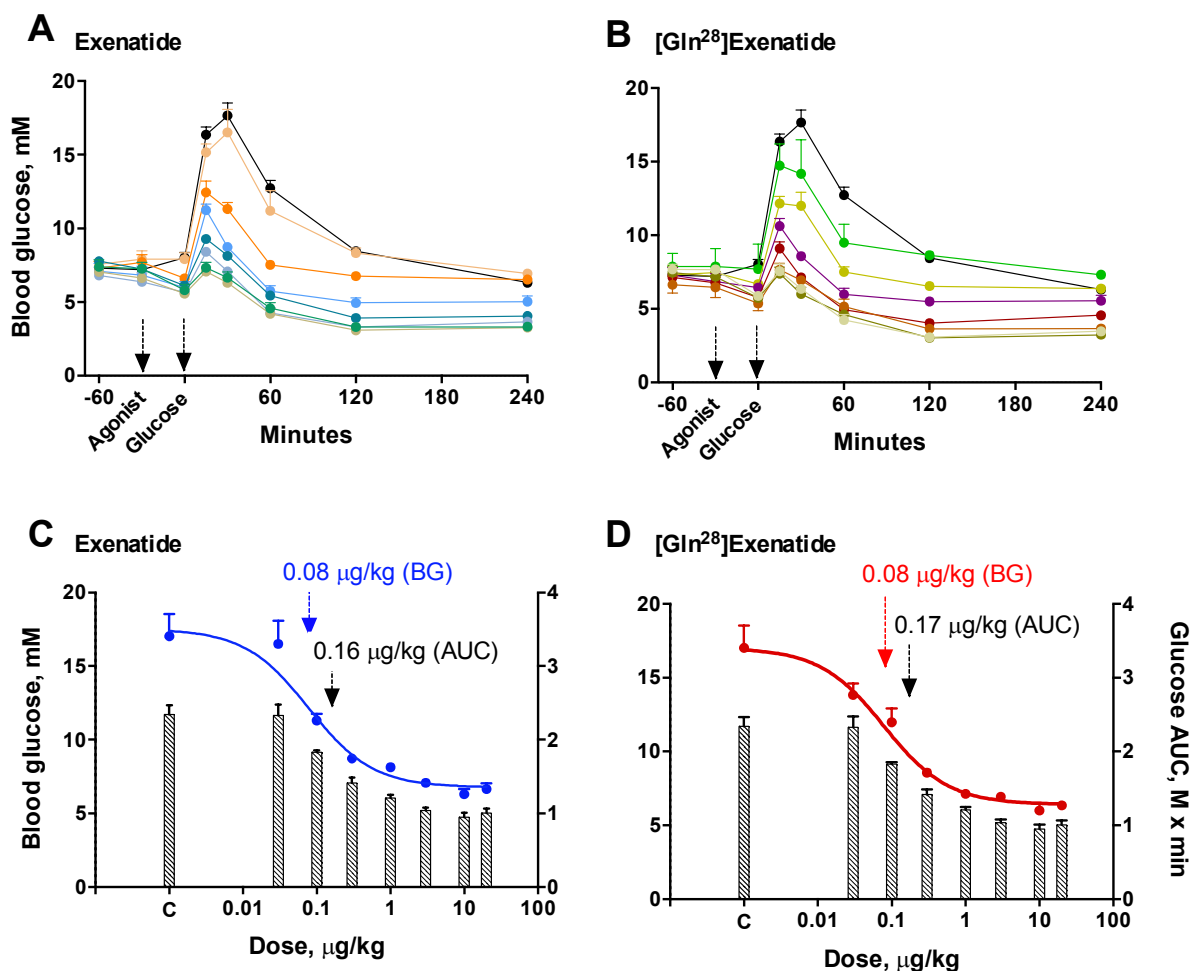 A Exenatide
Blood glucose, mM
20
15
10
5
0
-60 0 60 120 180 240
Agonist
Glucose
Minutes
B [Gln²⁸]Exenatide
20
15
10
5
0
-60 0 60 120 180 240
Agonist
Glucose
Minutes
C Exenatide
0.08 µg/kg (BG)
0.16 µg/kg (AUC)
Blood glucose, mM
20
15
10
5
0
4
3
2
1
0
C 0.01 0.1 1 10 100
Dose, µg/kg
D [Gln²⁸]Exenatide
0.08 µg/kg (BG)
0.17 µg/kg (AUC)
20
15
10
5
0
4
3
2
1
0
Glucose AUC, M x min
C 0.01 0.1 1 10 100
Dose, µg/kg